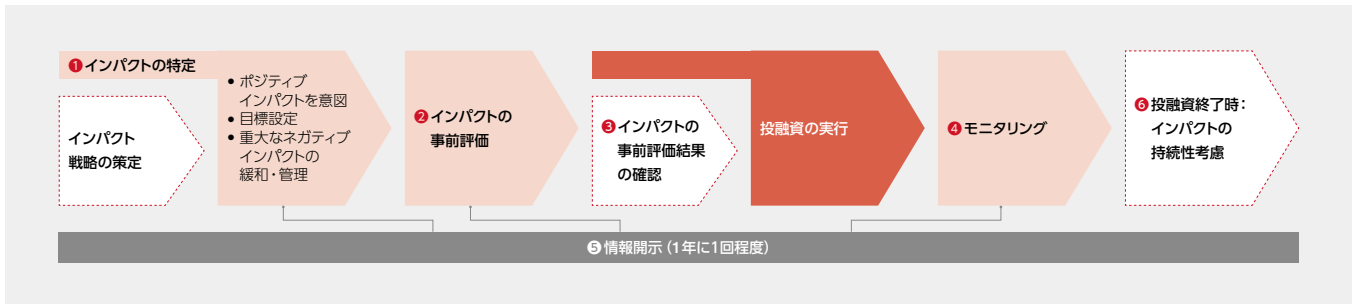 ❶インパクトの特定
インパクト
戦略の策定
• ポジティブ
インパクトを意図
• 目標設定
• 重大なネガティブ
インパクトの
緩和・管理
❷インパクトの
事前評価
❸インパクトの
事前評価結果
の確認
投融資の実行
❹モニタリング
❻投融資終了時：
インパクトの
持続性考慮
❺情報開示（1年に1回程度）